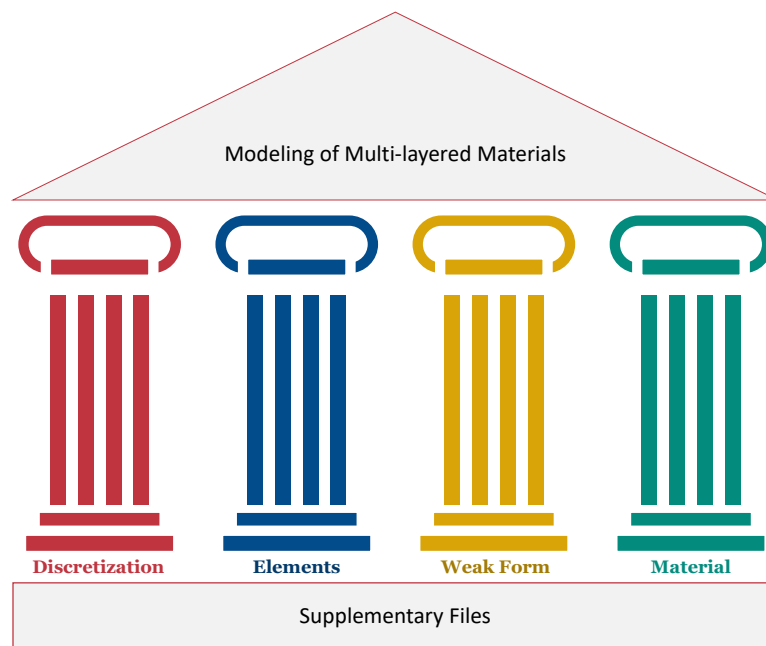 Modeling of Multi-layered Materials
Discretization Elements Weak Form Material
Supplementary Files